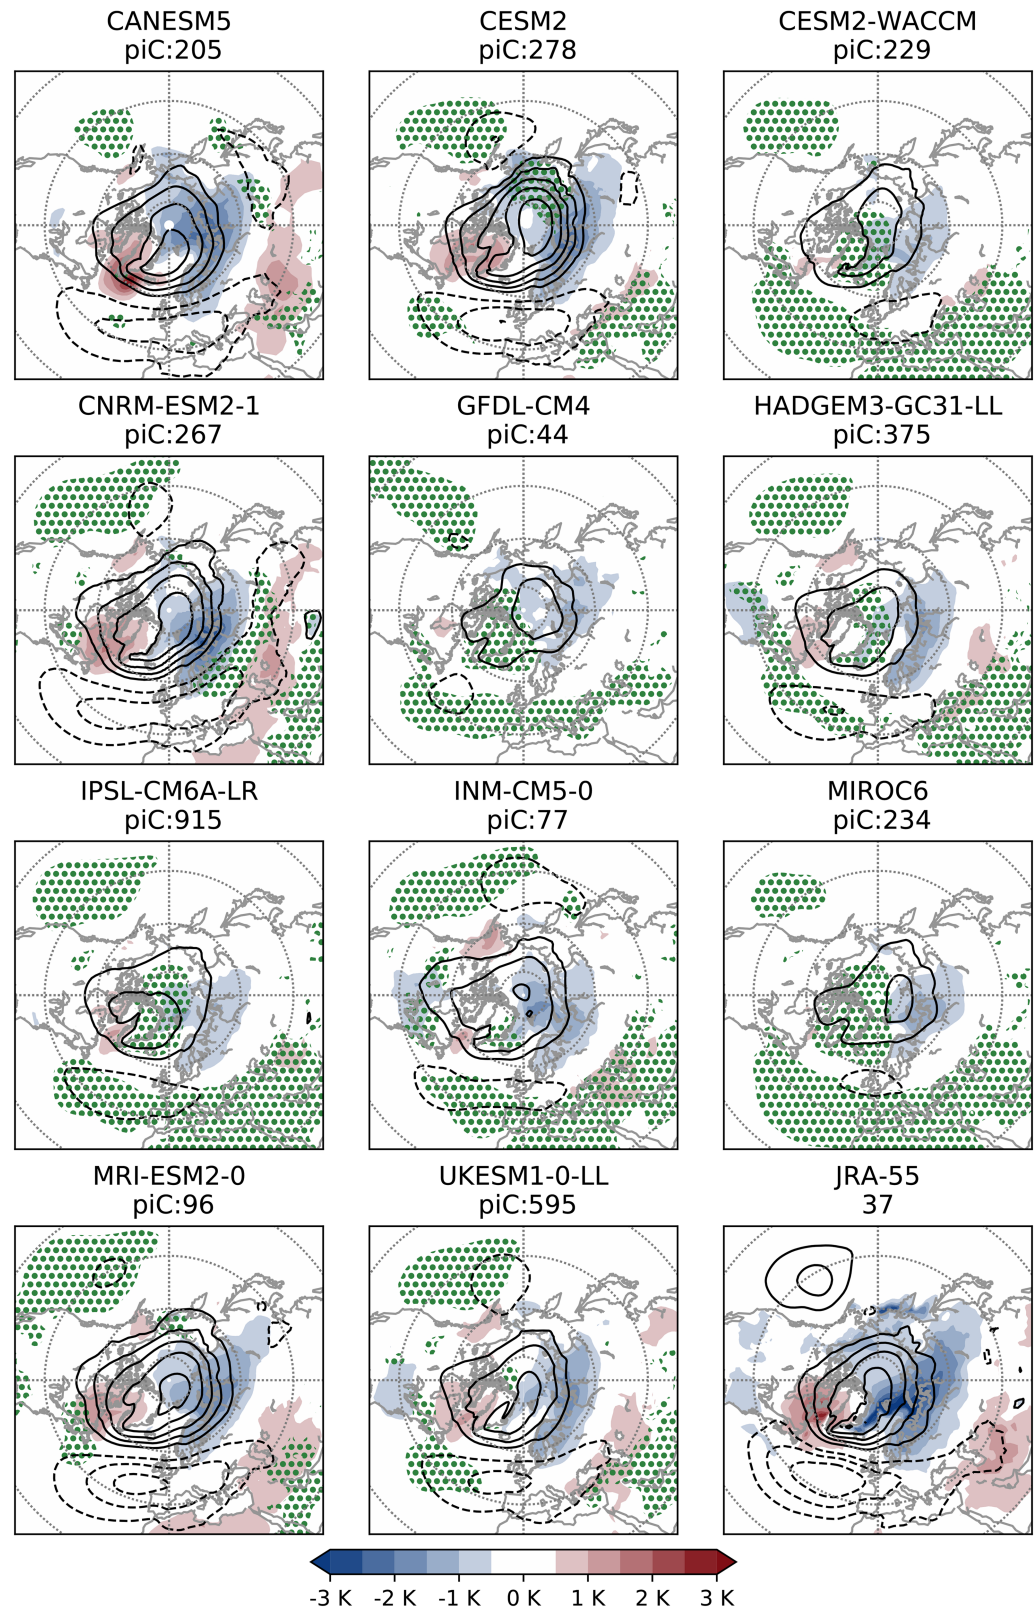 CANESM5
piC:205
CESM2
piC:278
CESM2-WACCM
piC:229
CNRM-ESM2-1
piC:267
GFDL-CM4
piC:44
HADGEM3-GC31-LL
piC:375
IPSL-CM6A-LR
piC:915
INM-CM5-0
piC:77
MIROC6
piC:234
MRI-ESM2-0
piC:96
UKESM1-0-LL
piC:595
JRA-55
37
-3 K -2 K -1 K 0 K 1 K 2 K 3 K